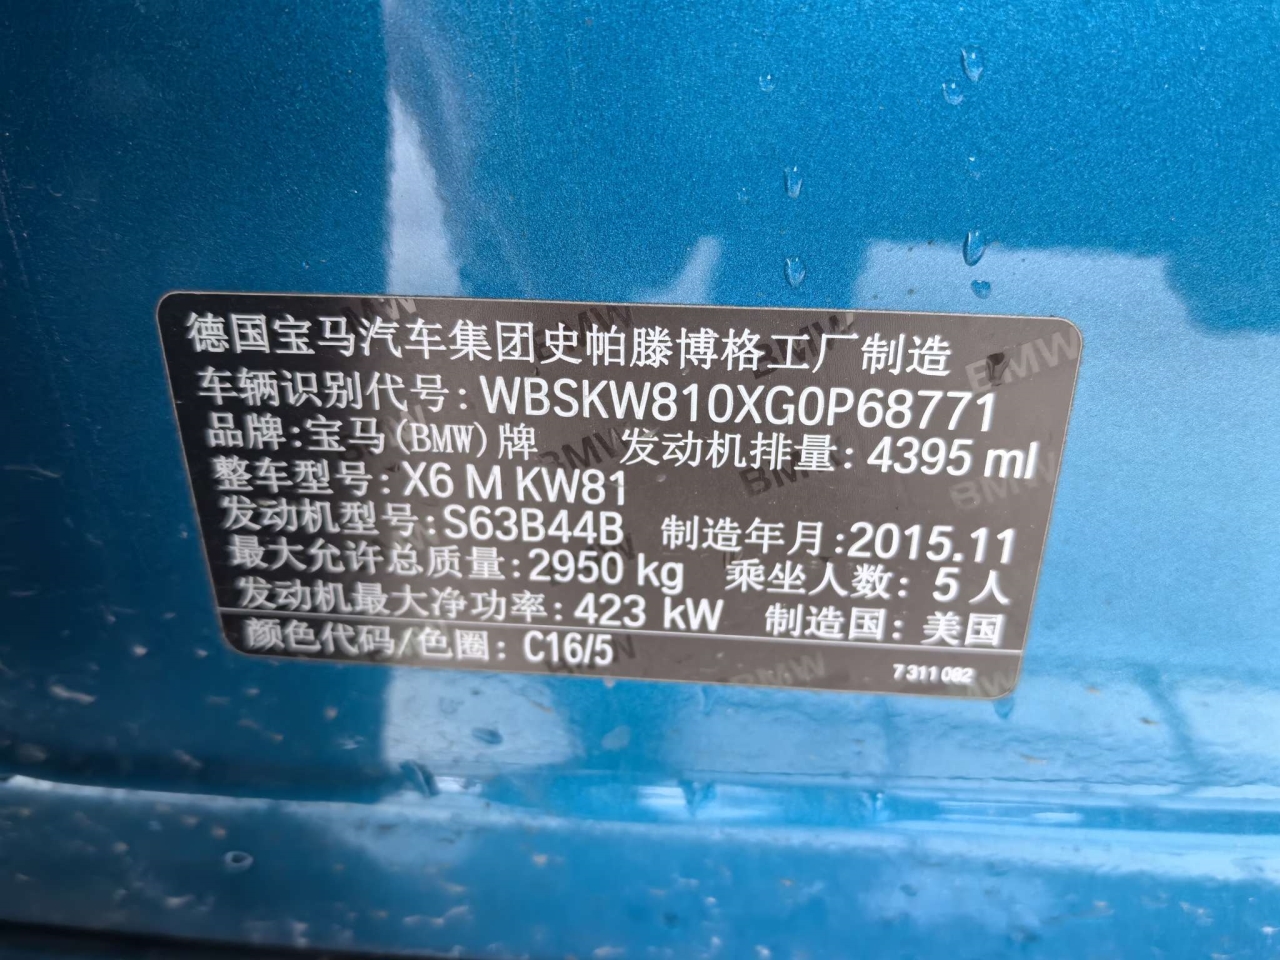 德国宝马汽车集团史帕滕博格工厂制造
车辆识别代号: WBSKW810XG0P68771
品牌:宝马(BMW)牌 发动机排量: 4395 ml
整车型号: X6 M KW81
发动机型号: S63B44B 制造年月:2015.11
最大允许总质量: 2950 kg 乘坐人数: 5 人
发动机最大净功率: 423 kW 制造国: 美国
颜色代码/色圈: C16/5
7311082